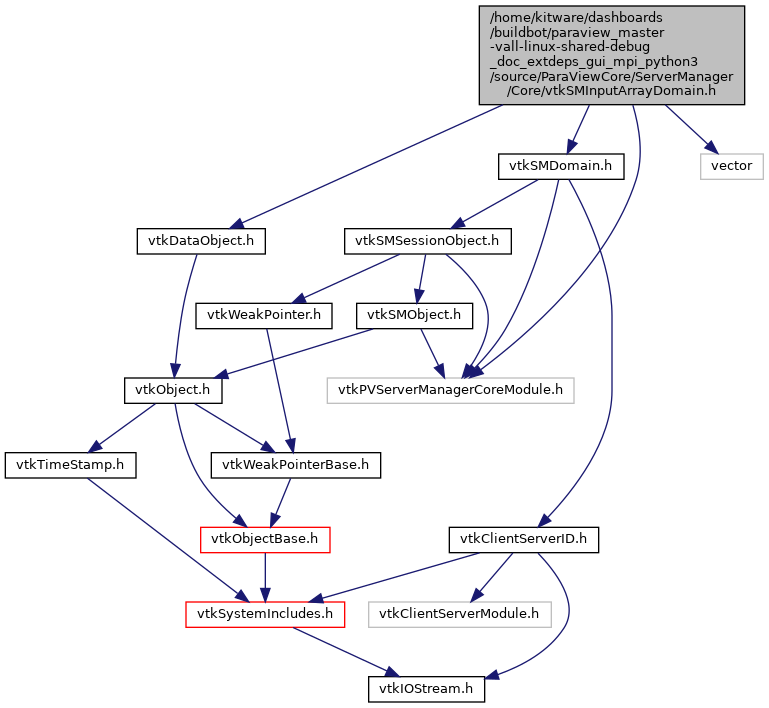 /home/kitware/dashboards
/buildbot/paraview_master
-vall-linux-shared-debug
_doc_extdeps_gui_mpi_python3
/source/ParaViewCore/ServerManager
/Core/vtkSMInputArrayDomain.h
vtkSMDomain.h
vector
vtkDataObject.h
vtkSMSessionObject.h
vtkWeakPointer.h
vtkSMObject.h
vtkObject.h
vtkPVServerManagerCoreModule.h
vtkTimeStamp.h
vtkWeakPointerBase.h
vtkObjectBase.h
vtkClientServerID.h
vtkSystemIncludes.h
vtkClientServerModule.h
vtkIOStream.h